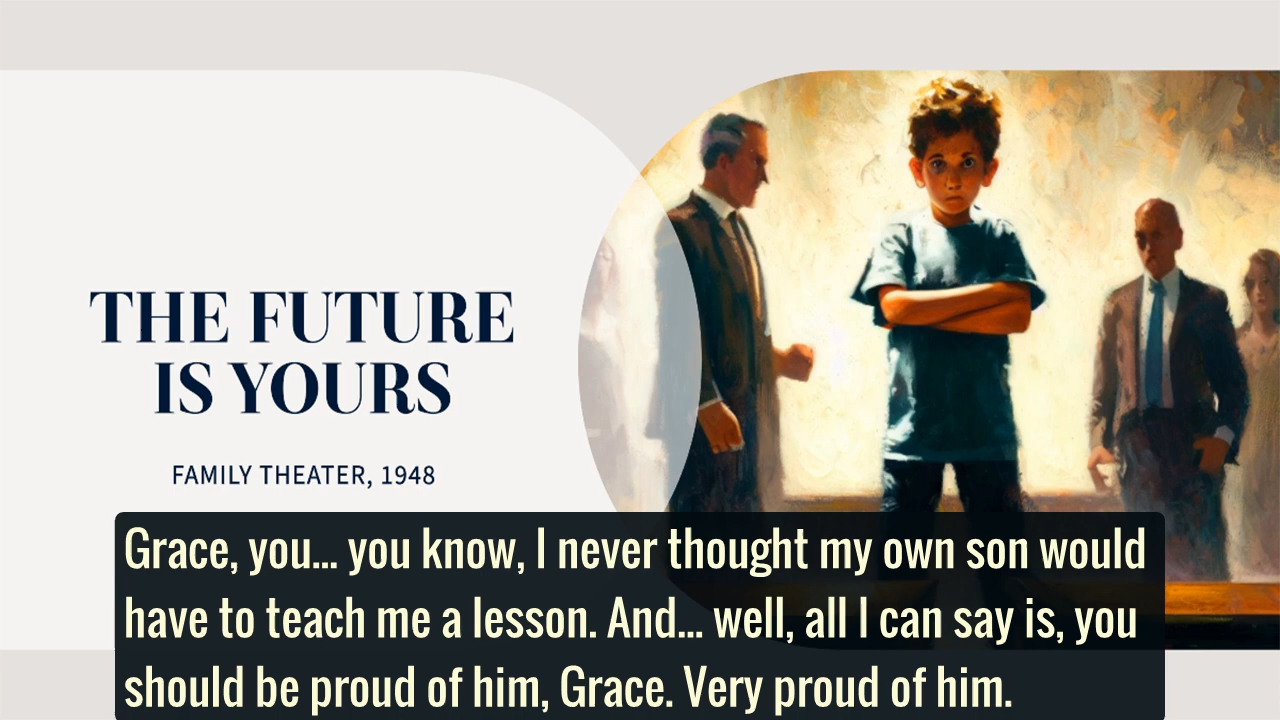 THE FUTURE
IS YOURS
FAMILY THEATER, 1948
Grace, you... you know, I never thought my own son would
have to teach me a lesson. And... well, all I can say is, you
should be proud of him, Grace. Very proud of him.